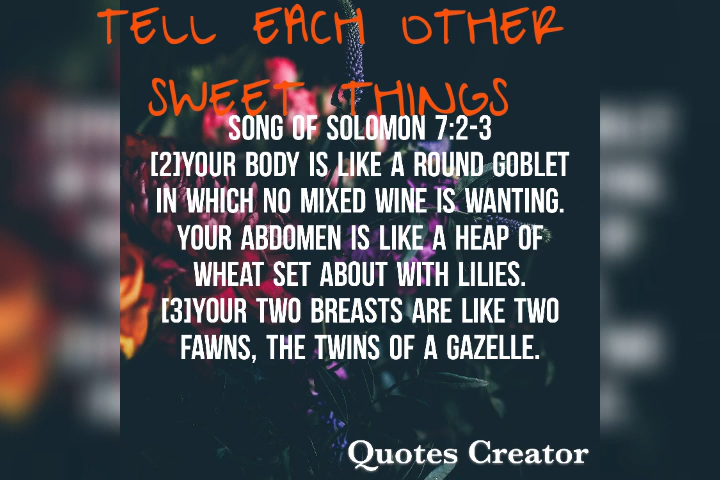 TELL EACH OTHER
SWEET THINGS
SONG OF SOLOMON 7:2-3
[2]YOUR BODY IS LIKE A ROUND GOBLET
IN WHICH NO MIXED WINE IS WANTING.
YOUR ABDOMEN IS LIKE A HEAP OF
WHEAT SET ABOUT WITH LILIES.
[3]YOUR TWO BREASTS ARE LIKE TWO
FAWNS, THE TWINS OF A GAZELLE.
Quotes Creator